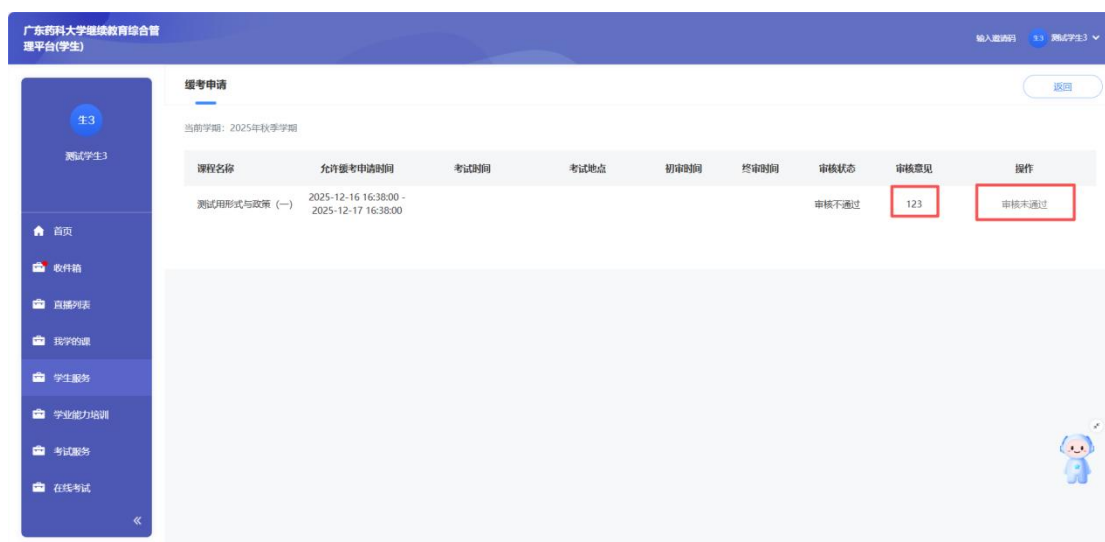 广东药科大学继续教育综合管
理平台(学生)
输入邀请码 生3 测试学生3
生3
测试学生3
首页
收件箱
直播列表
我学的课
学生服务
学业能力培训
考试服务
在线考试
缓考申请
返回
当前学期：2025年秋季学期
课程名称 允许缓考申请时间 考试时间 考试地点 初审时间 终审时间 审核状态 审核意见 操作
测试用形式与政策（一） 2025-12-16 16:38:00 - 审核不通过 123 审核未通过
2025-12-17 16:38:00